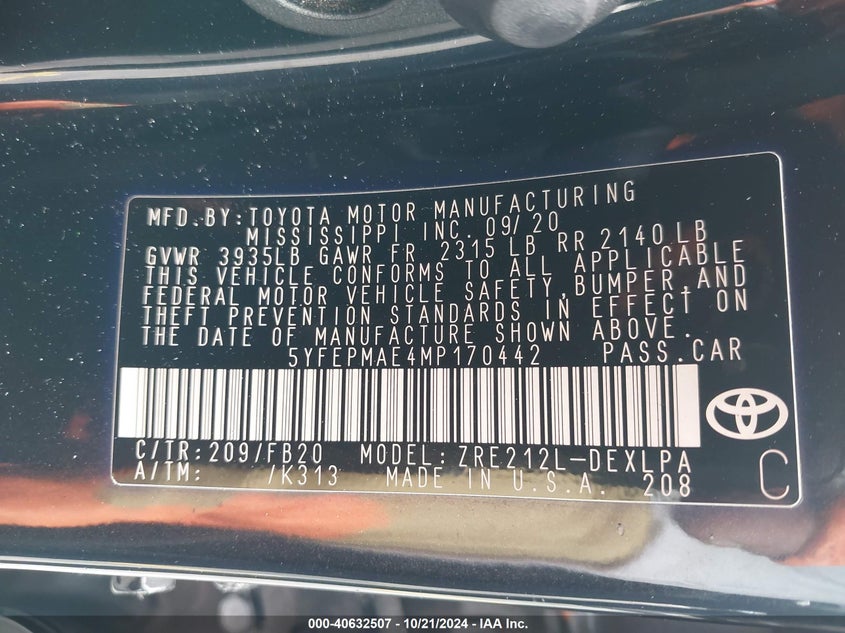 MFD.BY:TOYOTA MOTOR MANUFACTURING
MISSISSIPPI INC. 09/20
GVWR 3935LB GAWR FR 2315 LB RR 2140LB
THIS VEHICLE CONFORMS TO ALL APPLICABLE
FEDERAL MOTOR VEHICLE SAFETY,BUMPER,AND
THEFT PREVENTION STANDARDS IN EFFECT ON
THE DATE OF MANUFACTURE SHOWN ABOVE.
5YFEPMAE4MP170442 PASS.CAR
C/TR:209/FB20 MODEL:ZRE212L-DEXLPA
A/TM: /K313 MADE IN U.S.A. 208
C
000-40632507 - 10/21/2024 - IAA Inc.